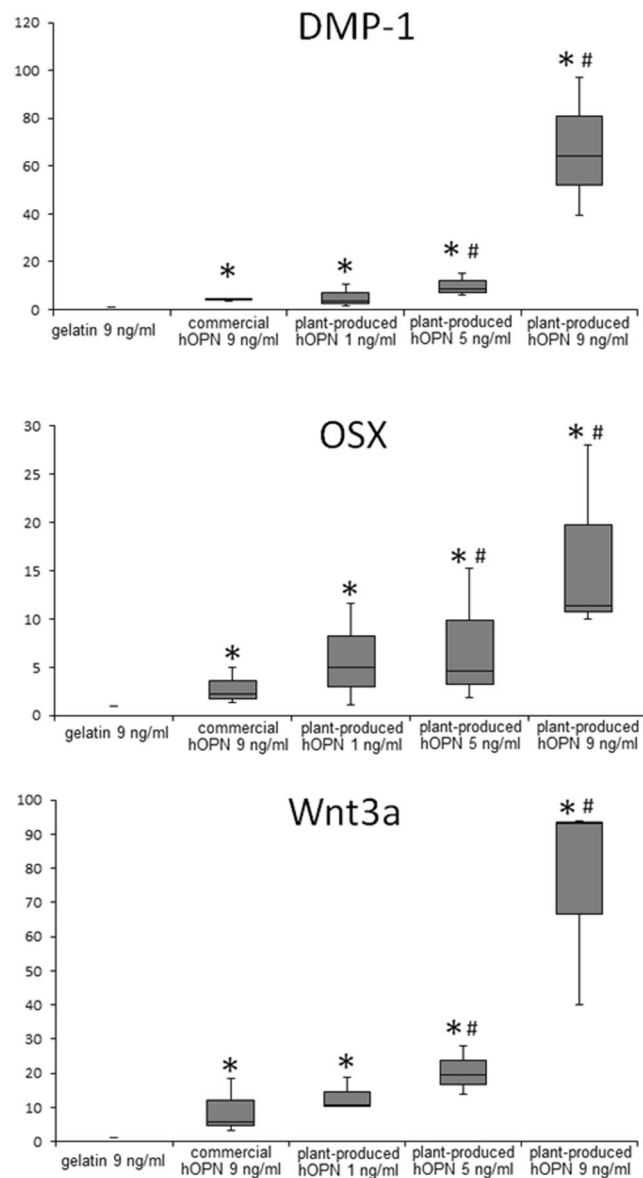 DMP-1
120
100
80
60
40
20
0
* * * # * #
*
gelatin 9 ng/ml
commercial hOPN 9 ng/ml
plant-produced hOPN 1 ng/ml
plant-produced hOPN 5 ng/ml
plant-produced hOPN 9 ng/ml
OSX
30
25
20
15
10
5
0
*
*
* #
* #
gelatin 9 ng/ml
commercial hOPN 9 ng/ml
plant-produced hOPN 1 ng/ml
plant-produced hOPN 5 ng/ml
plant-produced hOPN 9 ng/ml
Wnt3a
100
90
80
70
60
50
40
30
20
10
0
*
*
* #
* #
gelatin 9 ng/ml
commercial hOPN 9 ng/ml
plant-produced hOPN 1 ng/ml
plant-produced hOPN 5 ng/ml
plant-produced hOPN 9 ng/ml